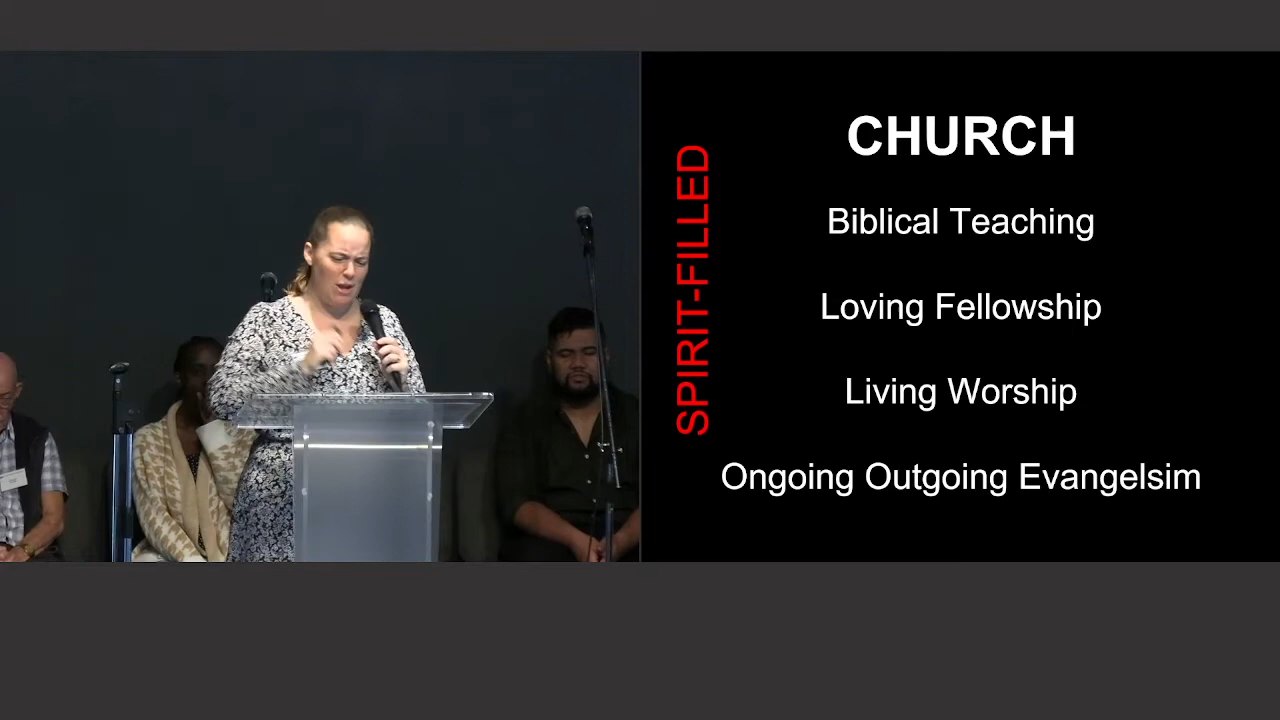 CHURCH
SPIRIT-FILLED
Biblical Teaching
Loving Fellowship
Living Worship
Ongoing Outgoing Evangelsim